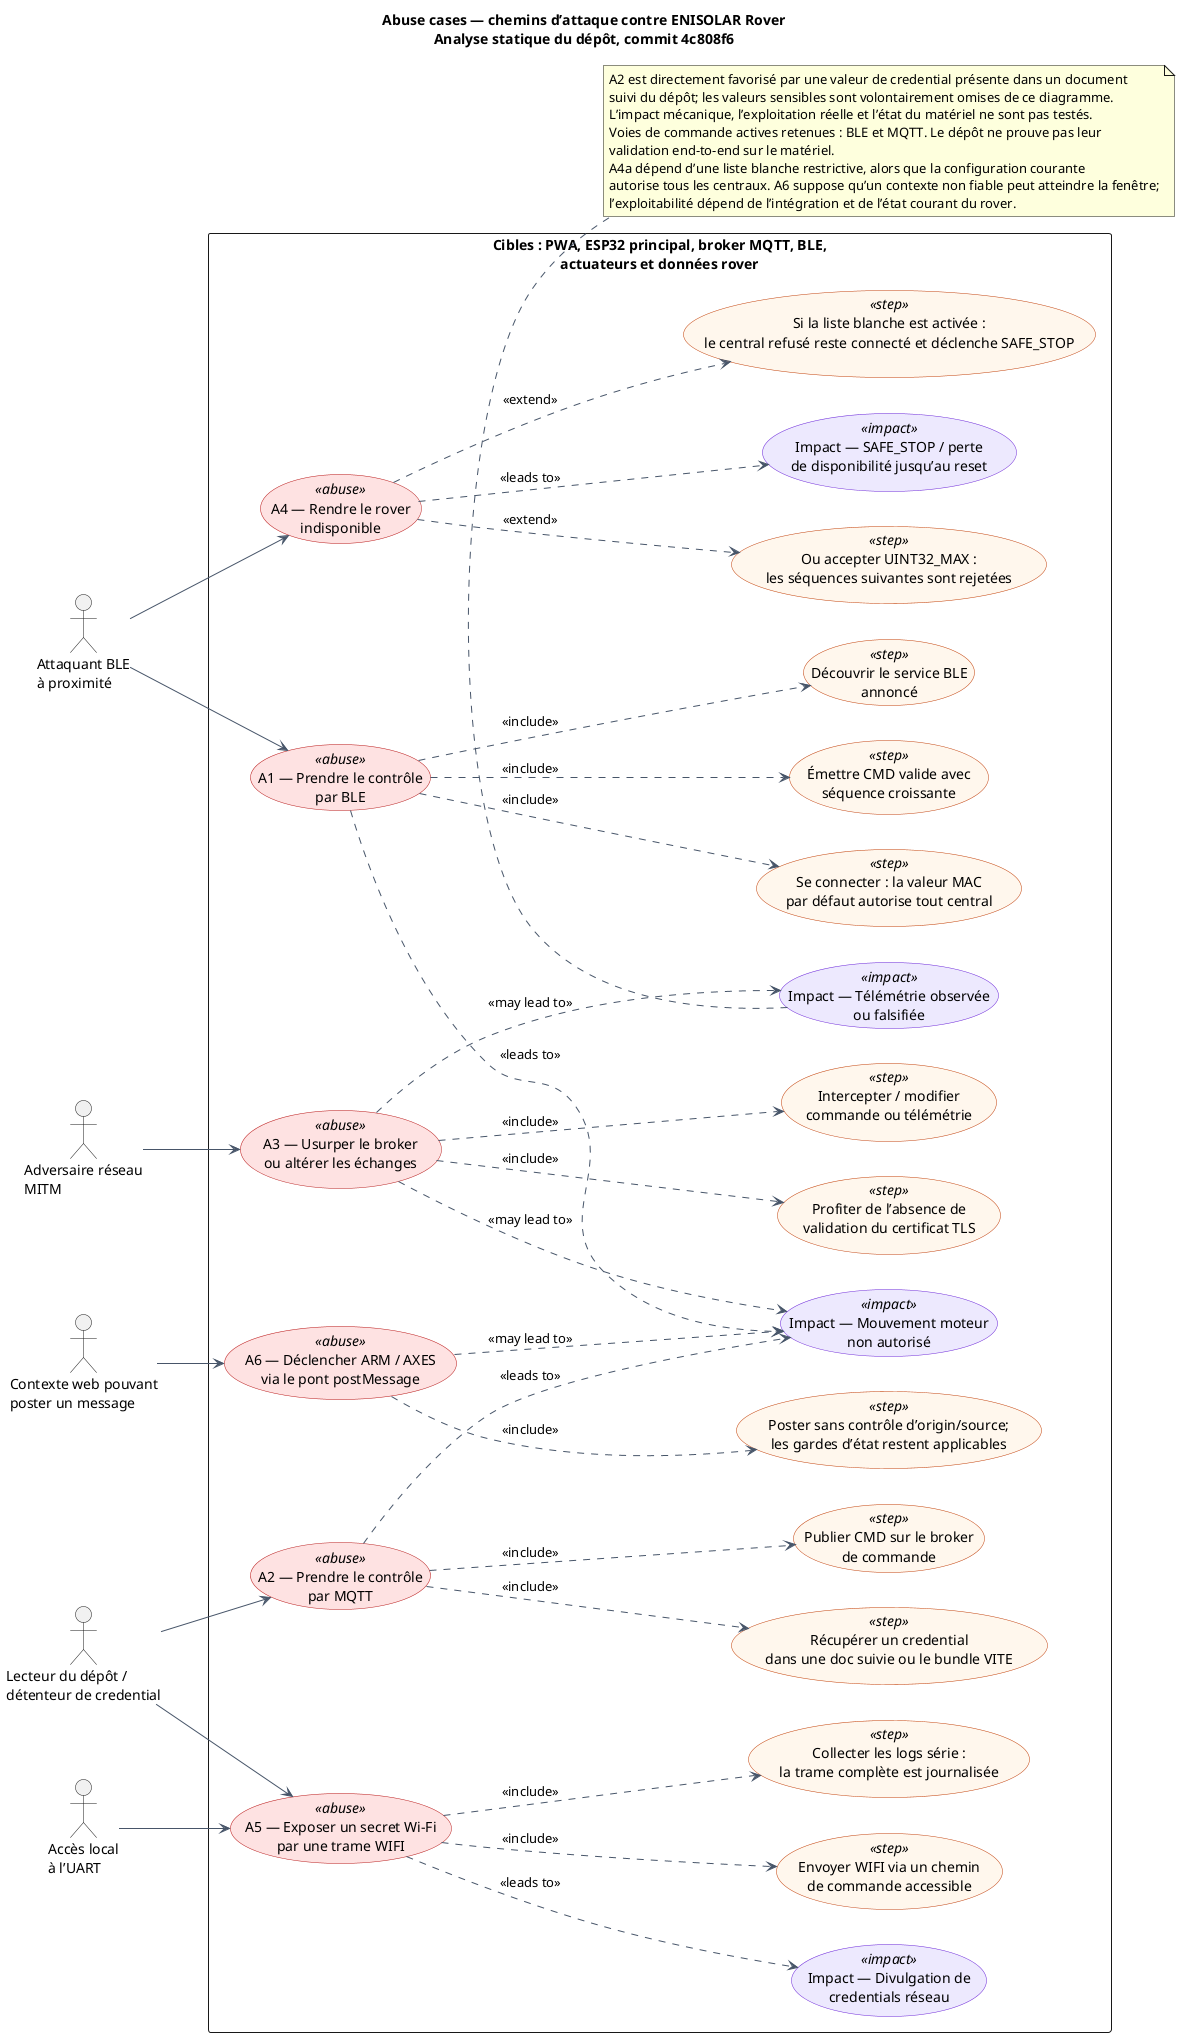 Abuse cases — chemins d’attaque contre ENISOLAR Rover
Analyse statique du dépôt, commit 4c808f6
A2 est directement favorisé par une valeur de credential présente dans un document
suivi du dépôt; les valeurs sensibles sont volontairement omises de ce diagramme.
L’impact mécanique, l’exploitation réelle et l’état du matériel ne sont pas testés.
Voies de commande actives retenues : BLE et MQTT. Le dépôt ne prouve pas leur
validation end-to-end sur le matériel.
A4a dépend d’une liste blanche restrictive, alors que la configuration courante
autorise tous les centraux. A6 suppose qu’un contexte non fiable peut atteindre la fenêtre;
l’exploitabilité dépend de l’intégration et de l’état courant du rover.
Cibles : PWA, ESP32 principal, broker MQTT, BLE,
actuateurs et données rover
«step»
Si la liste blanche est activée :
le central refusé reste connecté et déclenche SAFE_STOP
«extend»
«impact»
Impact — SAFE_STOP / perte
de disponibilité jusqu’au reset
«leads to»
«abuse»
A4 — Rendre le rover
indisponible
«extend»
«step»
Ou accepter UINT32_MAX :
les séquences suivantes sont rejetées
Attaquant BLE
à proximité
«step»
Découvrir le service BLE
annoncé
«include»
«abuse»
A1 — Prendre le contrôle
par BLE
«include»
«step»
Émettre CMD valide avec
séquence croissante
«include»
«step»
Se connecter : la valeur MAC
par défaut autorise tout central
«impact»
Impact — Télémétrie observée
ou falsifiée
«may lead to»
«leads to»
«step»
Intercepter / modifier
commande ou télémétrie
«include»
Adversaire réseau
MITM
«abuse»
A3 — Usurper le broker
ou altérer les échanges
«include»
«step»
Profiter de l’absence de
validation du certificat TLS
«may lead to»
«impact»
Impact — Mouvement moteur
non autorisé
Contexte web pouvant
poster un message
«abuse»
A6 — Déclencher ARM / AXES
via le pont postMessage
«may lead to»
«leads to»
«include»
«step»
Poster sans contrôle d’origin/source;
les gardes d’état restent applicables
«step»
Publier CMD sur le broker
de commande
«include»
«abuse»
A2 — Prendre le contrôle
par MQTT
«include»
«step»
Récupérer un credential
dans une doc suivie ou le bundle VITE
Lecteur du dépôt /
détenteur de credential
«step»
Collecter les logs série :
la trame complète est journalisée
«include»
Accès local
à l’UART
«abuse»
A5 — Exposer un secret Wi-Fi
par une trame WIFI
«include»
«step»
Envoyer WIFI via un chemin
de commande accessible
«leads to»
«impact»
Impact — Divulgation de
credentials réseau